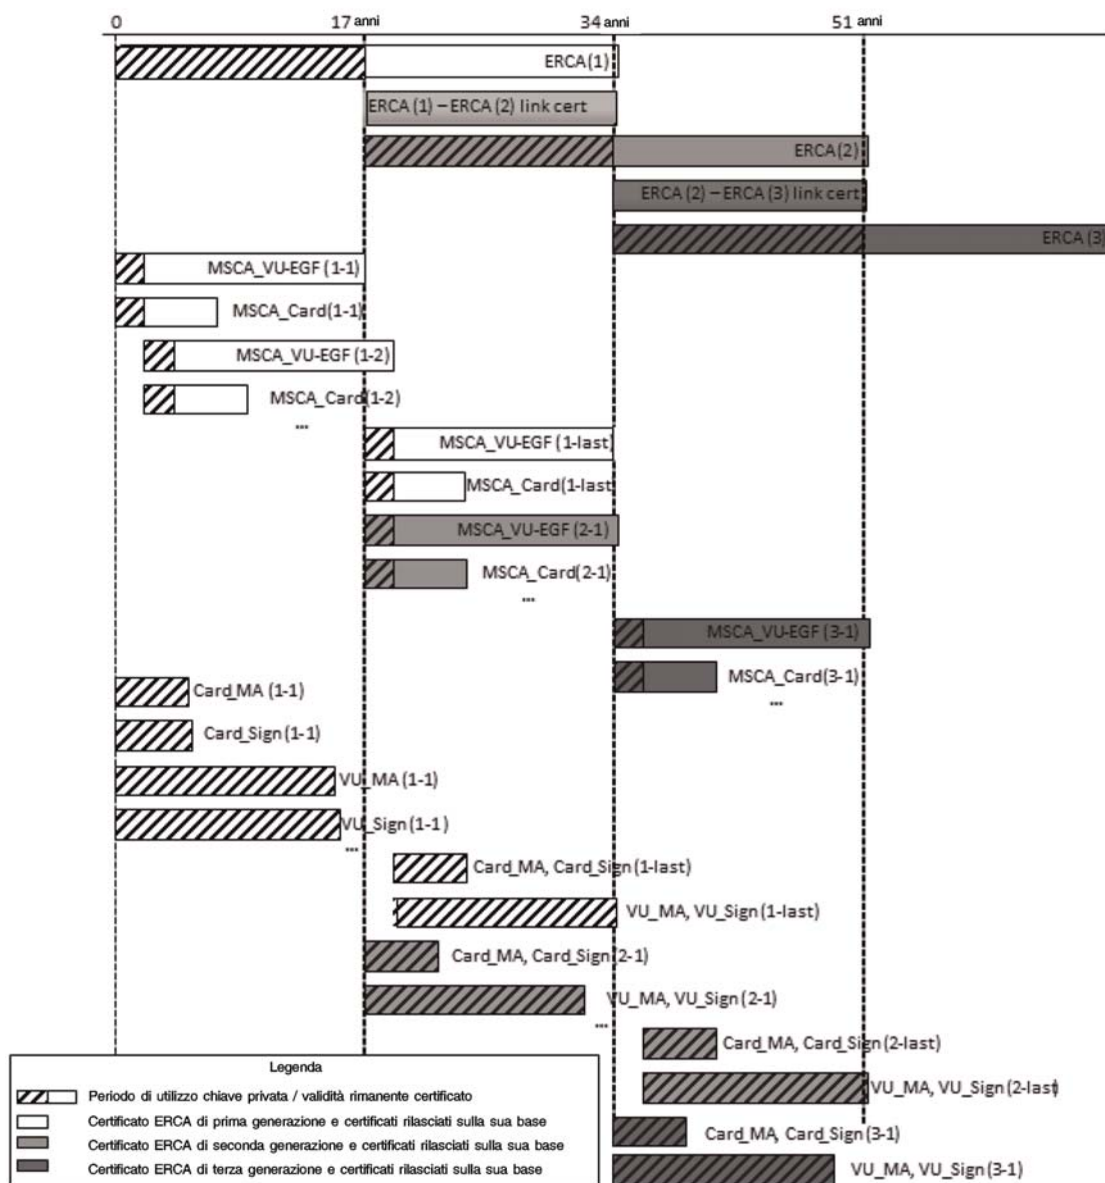 0 17 anni 34 anni 51 anni
ERCA (1)
ERCA (1) – ERCA (2) link cert
ERCA (2)
ERCA (2) – ERCA (3) link cert
ERCA (3)
MSCA_VU-EGF (1-1)
MSCA_Card(1-1)
MSCA_VU-EGF (1-2)
MSCA_Card(1-2)
...
MSCA_VU-EGF (1-last)
MSCA_Card(1-last
MSCA_VU-EGF (2-1)
MSCA_Card(2-1)
...
MSCA_VU-EGF (3-1)
MSCA_Card(3-1)
...
Card_MA (1-1)
Card_Sign (1-1)
VU_MA (1-1)
VU_Sign (1-1)
...
Card_MA, Card_Sign (1-last)
VU_MA, VU_Sign (1-last)
Card_MA, Card_Sign (2-1)
VU_MA, VU_Sign (2-1)
...
Card_MA, Card_Sign (2-last)
VU_MA, VU_Sign (2-last)
Card_MA, Card_Sign (3-1)
VU_MA, VU_Sign (3-1)
Legenda
Periodo di utilizzo chiave privata / validità rimanente certificato
Certificato ERCA di prima generazione e certificati rilasciati sulla sua base
Certificato ERCA di seconda generazione e certificati rilasciati sulla sua base
Certificato ERCA di terza generazione e certificati rilasciati sulla sua base